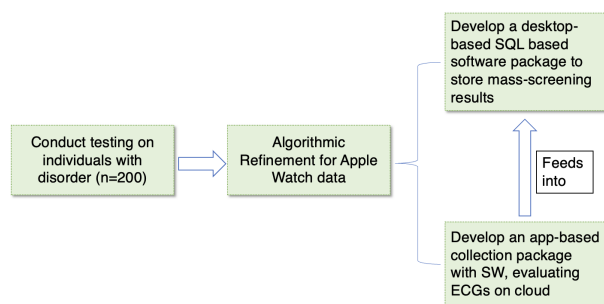 Conduct testing on
individuals with
disorder (n=200)
Algorithmic
Refinement for Apple
Watch data
Develop a desktop-
based SQL based
software package to
store mass-screening
results
Feeds
into
Develop an app-based
collection package
with SW, evaluating
ECGs on cloud